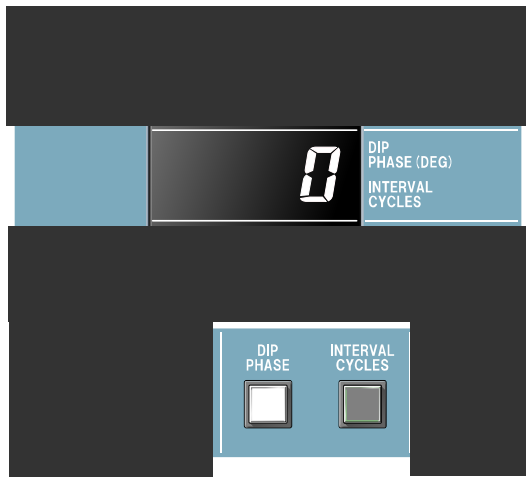 0
DIP
PHASE (DEG)
INTERVAL
CYCLES
DIP
PHASE
INTERVAL
CYCLES